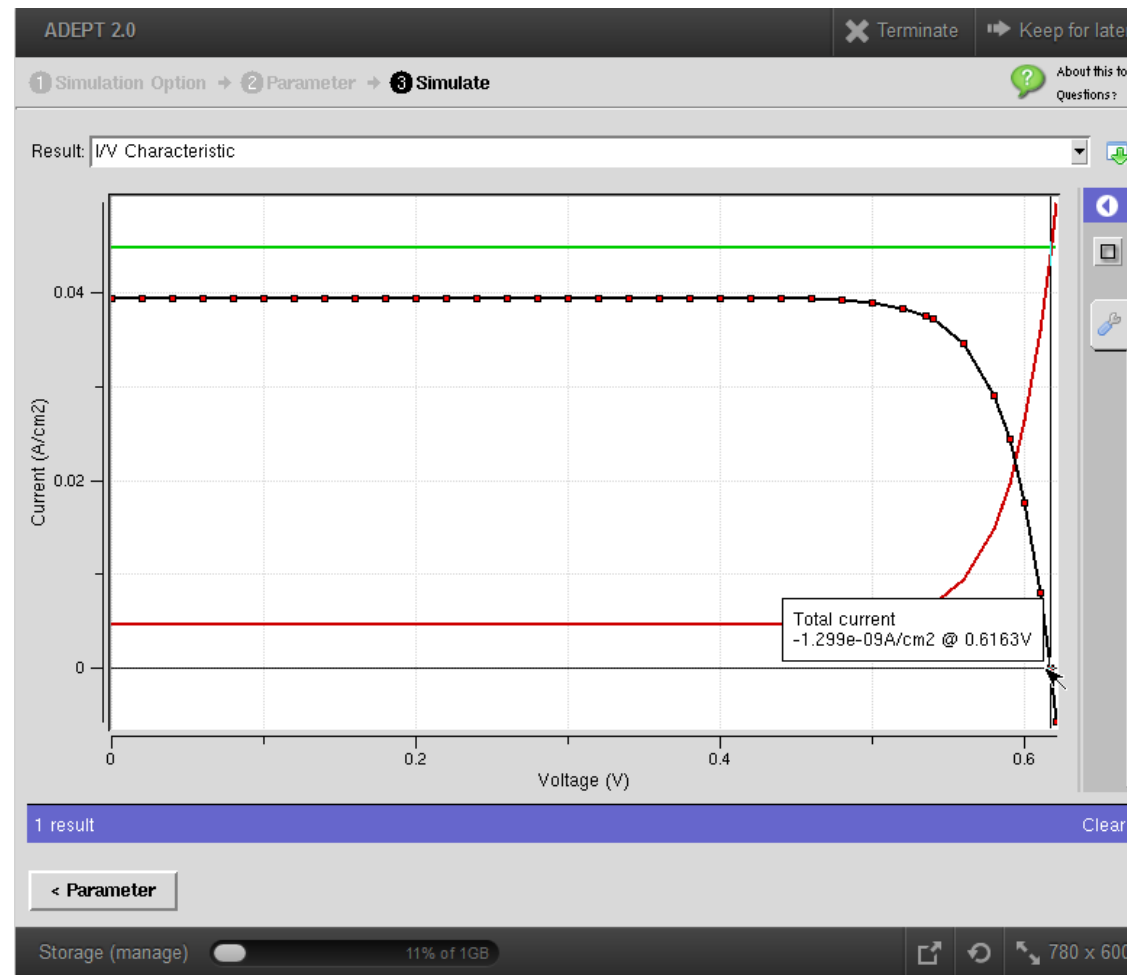 ADEPT 2.0
Terminate
Keep for later
1 Simulation Option → 2 Parameter → 3 Simulate
?
About this to
Questions?
Result: I/V Characteristic
0.04
0.02
0
Current (A/cm2)
Total current
-1.299e-09A/cm2 @ 0.6163V
0
0.2
0.4
0.6
Voltage (V)
1 result
Clear
< Parameter
Storage (manage)
11% of 1GB
780 x 600